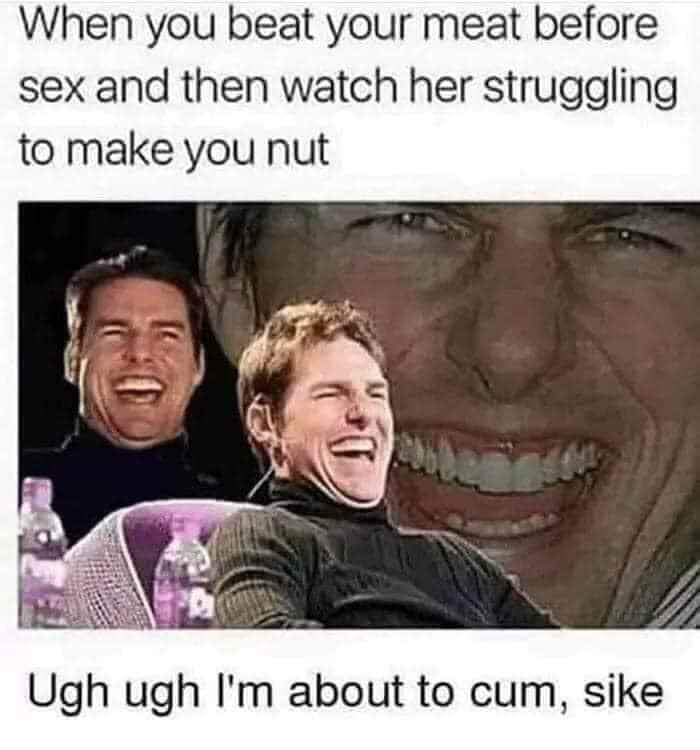 When you beat your meat before
sex and then watch her struggling
to make you nut
Ugh ugh I'm about to cum, sike